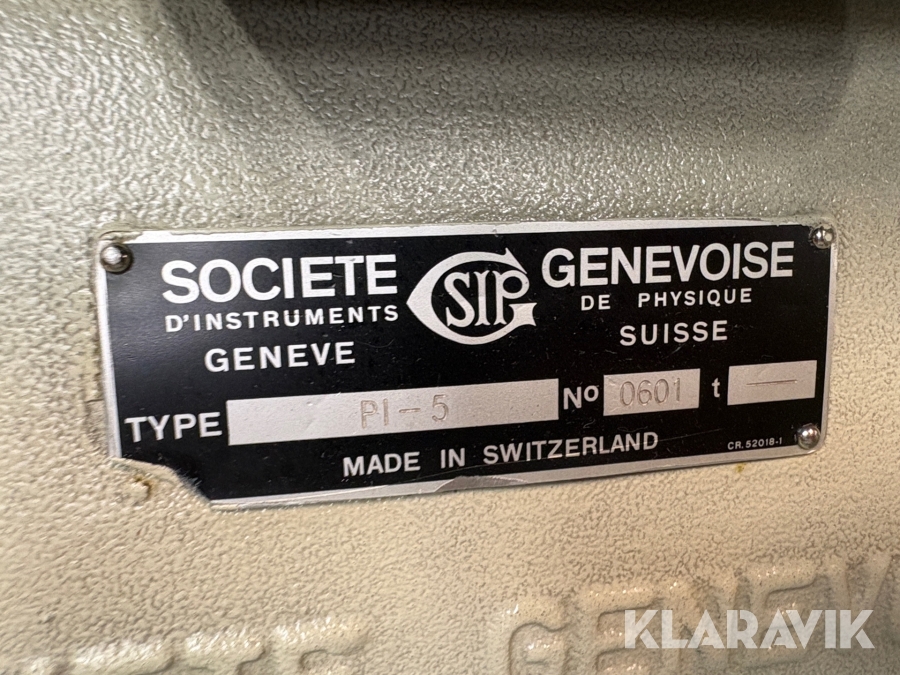 SOCIETE SIP GENEVOISE
D'INSTRUMENTS DE PHYSIQUE
GENEVE SUISSE
TYPE PI-5 No 0601 t —
MADE IN SWITZERLAND CR.52018-1
GENEV
KLARAVIK